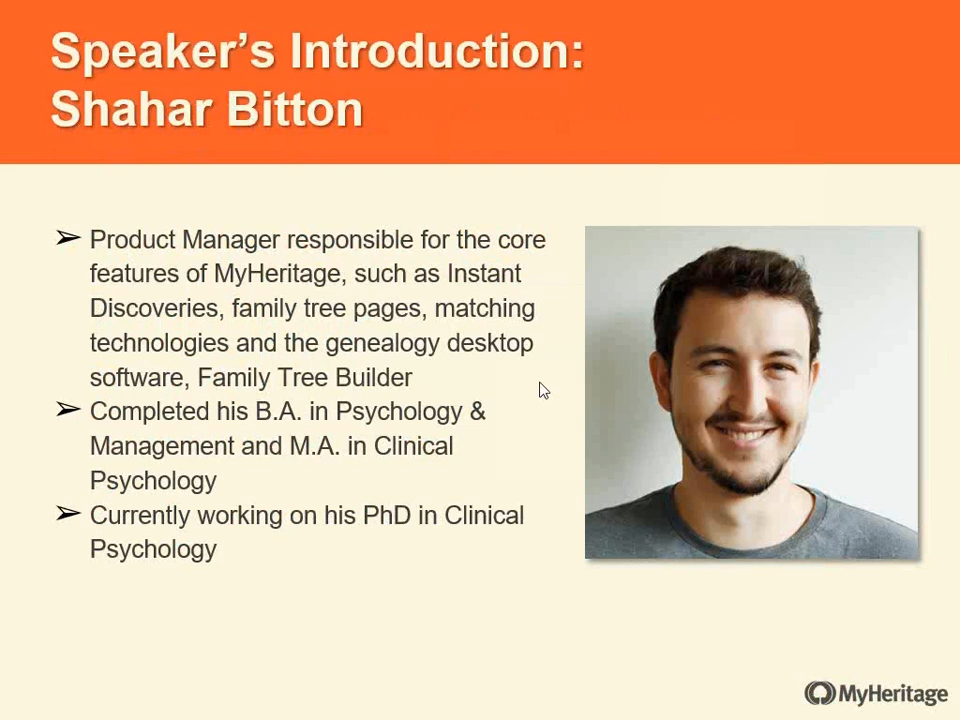 Speaker’s Introduction:
Shahar Bitton
➢ Product Manager responsible for the core
features of MyHeritage, such as Instant
Discoveries, family tree pages, matching
technologies and the genealogy desktop
software, Family Tree Builder
➢ Completed his B.A. in Psychology &
Management and M.A. in Clinical
Psychology
➢ Currently working on his PhD in Clinical
Psychology
MyHeritage